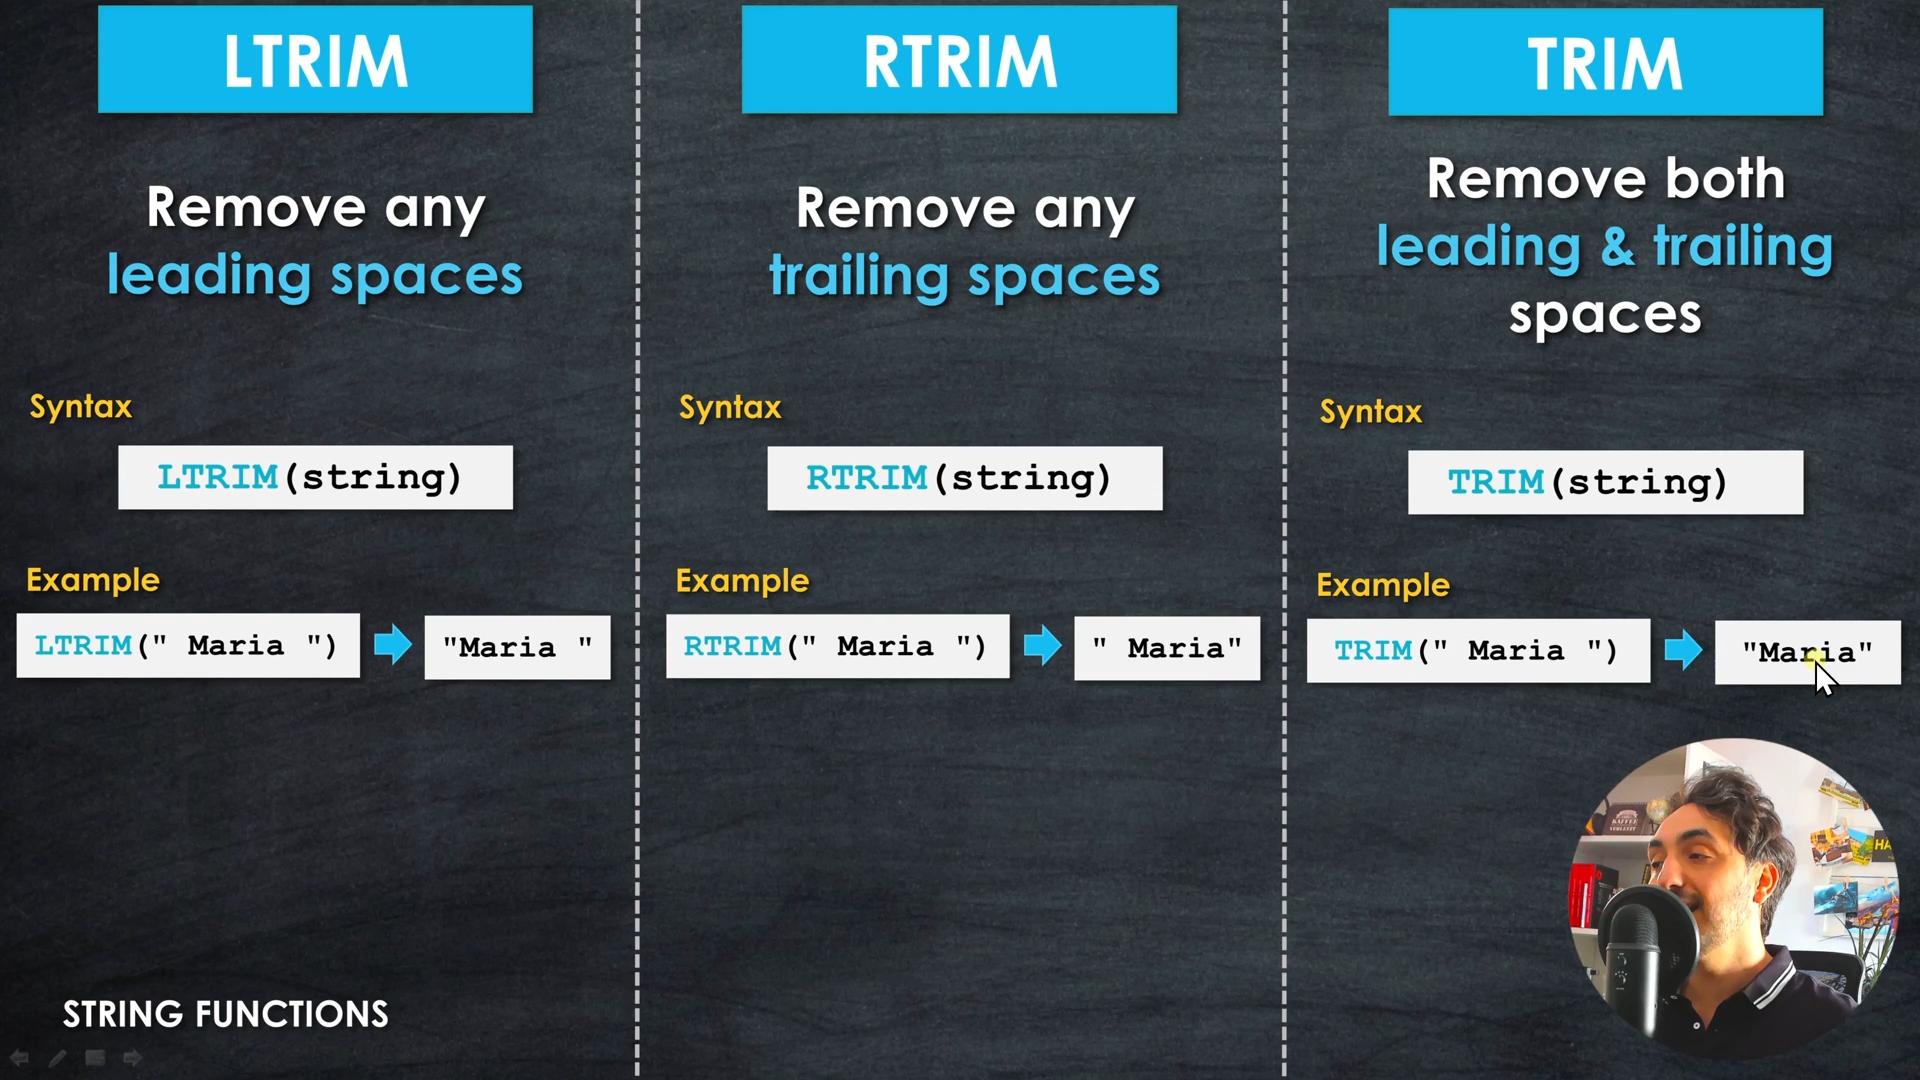 LTRIM
Remove any
leading spaces
Syntax
LTRIM(string)
Example
LTRIM(" Maria ")
"Maria "
RTRIM
Remove any
trailing spaces
Syntax
RTRIM(string)
Example
RTRIM(" Maria ")
" Maria"
TRIM
Remove both
leading & trailing
spaces
Syntax
TRIM(string)
Example
TRIM(" Maria ")
"Maria"
STRING FUNCTIONS
KAFFEE
HA